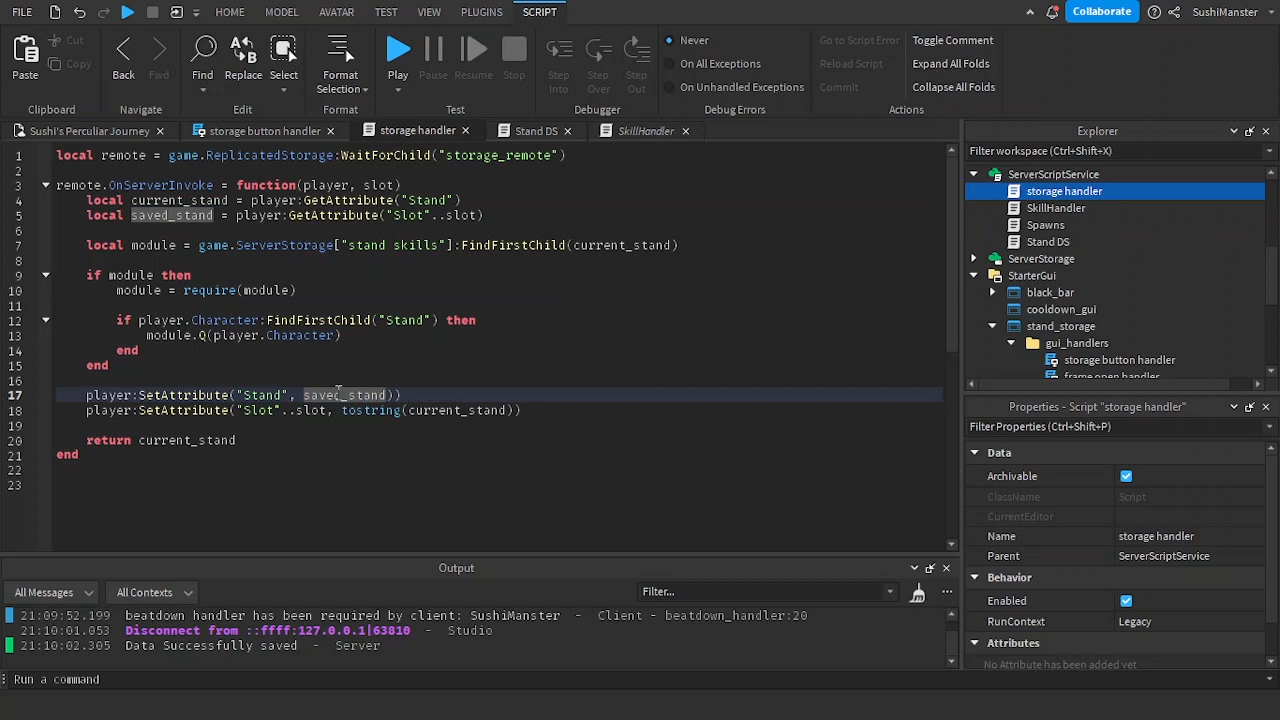 FILE HOME MODEL AVATAR TEST VIEW PLUGINS SCRIPT Collaborate SushiManster
Paste Cut Copy Back Fwd Find Replace Select Format Selection Play Pause Resume Stop Step Into Step Over Step Out
Never
On All Exceptions
On Unhandled Exceptions
Go to Script Error
Reload Script
Commit
Toggle Comment
Expand All Folds
Collapse All Folds
Clipboard Navigate Edit Format Test Debugger Debug Errors Actions
Sushi's Perculiar Journey storage button handler storage handler Stand DS SkillHandler
1 local remote = game.ReplicatedStorage:WaitForChild("storage_remote")
2
3 remote.OnServerInvoke = function(player, slot)
4 local current_stand = player:GetAttribute("Stand")
5 local saved_stand = player:GetAttribute("Slot"..slot)
6
7 local module = game.ServerStorage["stand skills"]:FindFirstChild(current_stand)
8
9 if module then
10 module = require(module)
11
12 if player.Character:FindFirstChild("Stand") then
13 module.Q(player.Character)
14 end
15 end
16
17 player:SetAttribute("Stand", saved_stand))
18 player:SetAttribute("Slot"..slot, tostring(current_stand))
19
20 return current_stand
21 end
22
23
Explorer
Filter workspace (Ctrl+Shift+X)
ServerScriptService
storage handler
SkillHandler
Spawns
Stand DS
ServerStorage
StarterGui
black_bar
cooldown_gui
stand_storage
gui_handlers
storage button handler
frame open handler
Properties - Script "storage handler"
Filter Properties (Ctrl+Shift+P)
Data
Archivable
ClassName Script
CurrentEditor
Name storage handler
Parent ServerScriptService
Behavior
Enabled
RunContext Legacy
Attributes
No Attribute has been added yet
Output
All Messages All Contexts Filter...
21:09:52.199 beatdown handler has been required by client: SushiManster - Client - beatdown_handler:20
21:10:01.053 Disconnect from ::ffff:127.0.0.1|63810 - Studio
21:10:02.305 Data Successfully saved - Server
Run a command